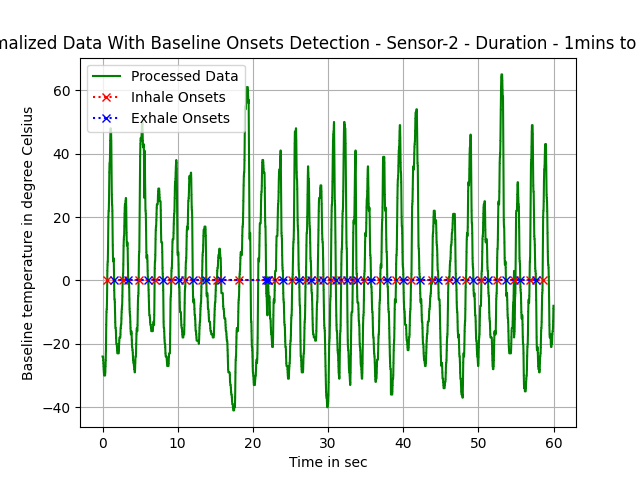 malized Data With Baseline Onsets Detection - Sensor-2 - Duration - 1mins to
Processed Data
Inhale Onsets
Exhale Onsets
Baseline temperature in degree Celsius
60
40
20
0
−20
−40
0 10 20 30 40 50 60
Time in sec